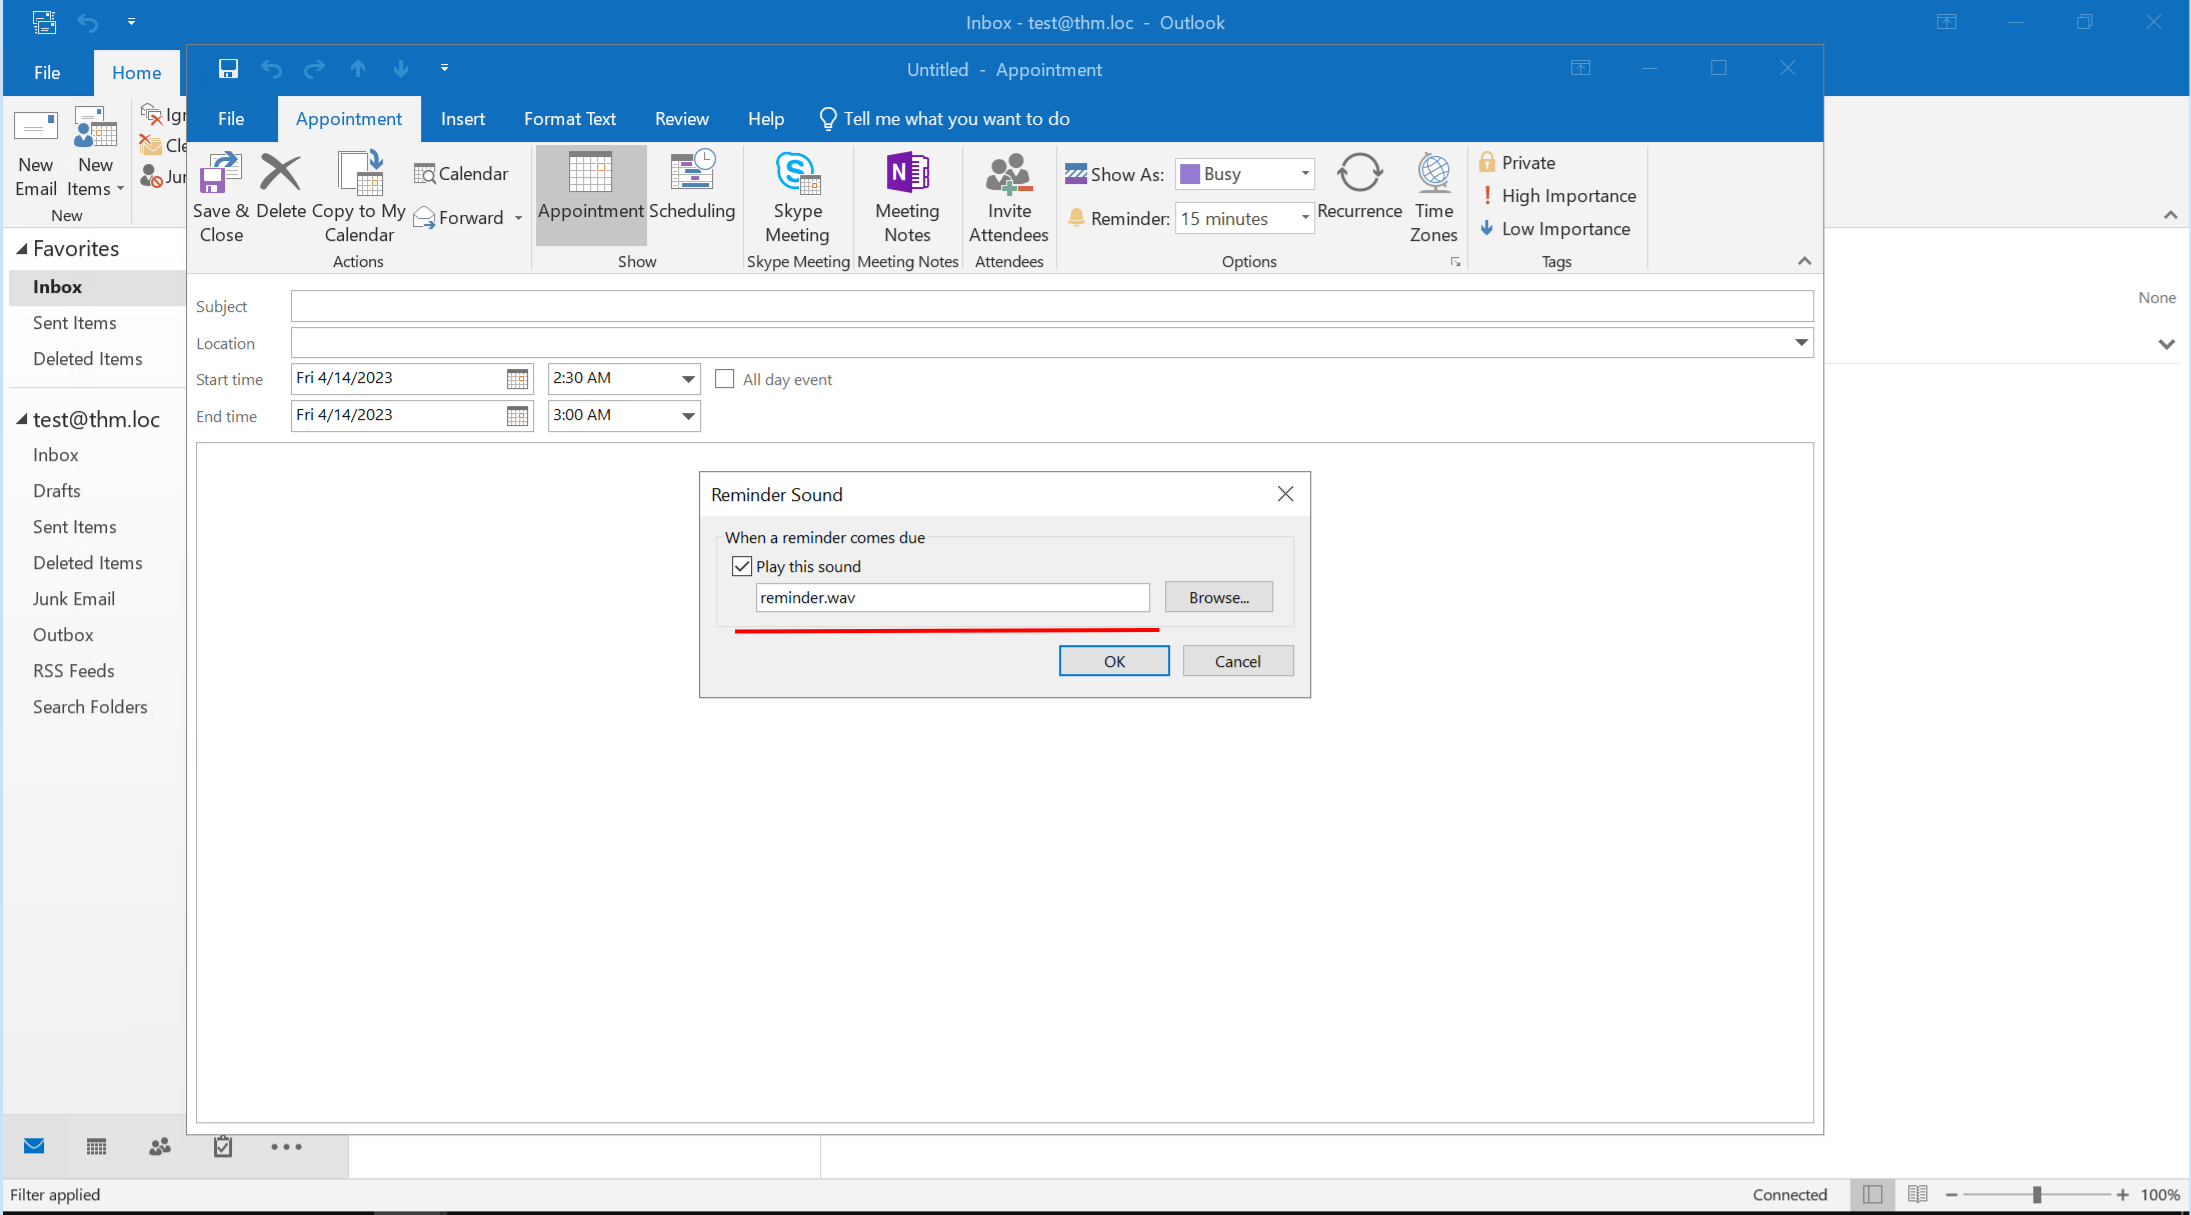 Inbox - test@thm.loc - Outlook
File
Home
Untitled - Appointment
File
Appointment
Insert
Format Text
Review
Help
Tell me what you want to do
New Email
New Items
Ign
Cle
Jur
New
Save & Close
Delete
Copy to My Calendar
Calendar
Forward
Actions
Appointment
Scheduling
Show
Skype Meeting
Skype Meeting
Meeting Notes
Meeting Notes
Invite Attendees
Attendees
Show As:
Busy
Reminder:
15 minutes
Recurrence
Time Zones
Options
Private
High Importance
Low Importance
Tags
Favorites
Inbox
Sent Items
Deleted Items
test@thm.loc
Inbox
Drafts
Sent Items
Deleted Items
Junk Email
Outbox
RSS Feeds
Search Folders
Subject
Location
Start time
Fri 4/14/2023
2:30 AM
All day event
End time
Fri 4/14/2023
3:00 AM
None
Reminder Sound
When a reminder comes due
Play this sound
reminder.wav
Browse...
OK
Cancel
Filter applied
Connected
100%